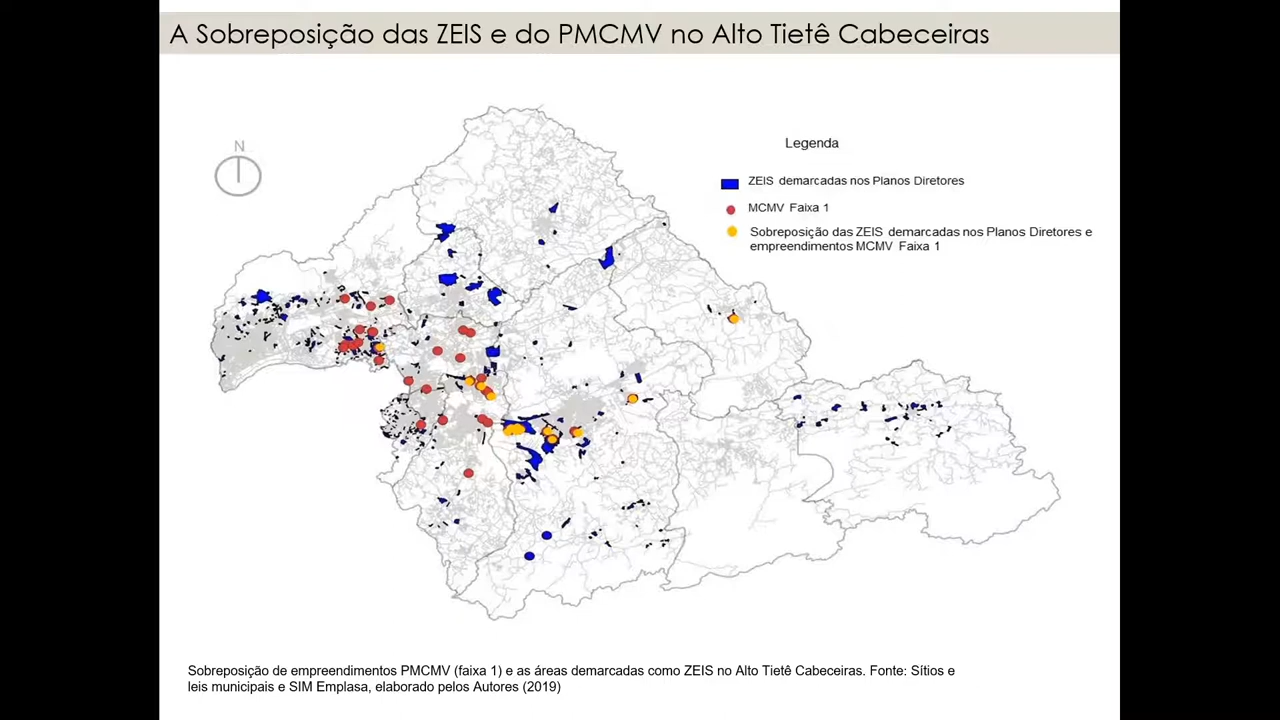 A Sobreposição das ZEIS e do PMCMV no Alto Tietê Cabeceiras
N
Legenda
ZEIS demarcadas nos Planos Diretores
MCMV Faixa 1
Sobreposição das ZEIS demarcadas nos Planos Diretores e
empreendimentos MCMV Faixa 1
Sobreposição de empreendimentos PMCMV (faixa 1) e as áreas demarcadas como ZEIS no Alto Tietê Cabeceiras. Fonte: Sítios e
leis municipais e SIM Emplasa, elaborado pelos Autores (2019)